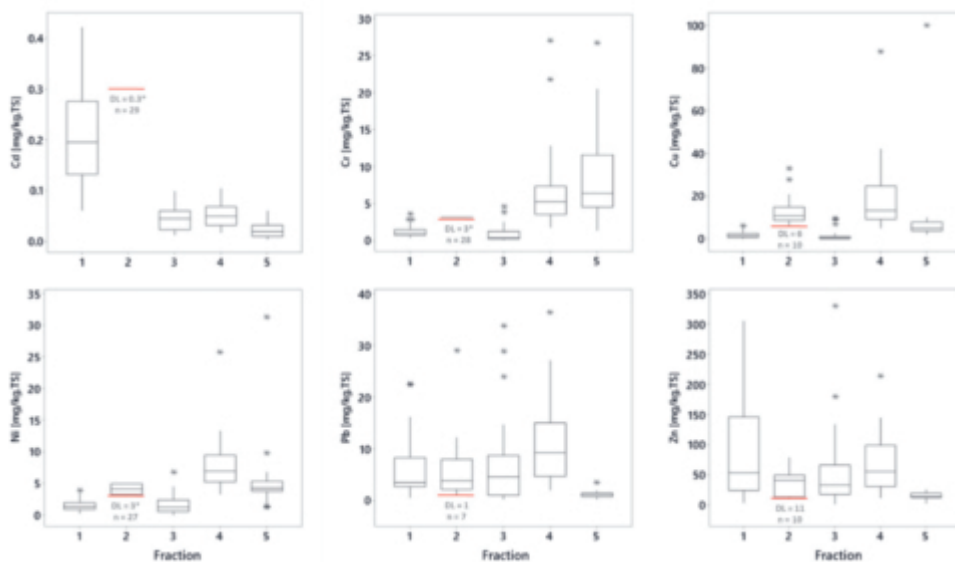 Cd [mg/kg,TS]
0.4
0.3
0.2
0.1
0.0
DL = 0.3*
n = 29
1 2 3 4 5
Cr [mg/kg,TS]
30
25
20
15
10
5
0
DL = 3*
n = 28
1 2 3 4 5
Cu [mg/kg,TS]
100
80
60
40
20
0
DL = 6
n = 10
1 2 3 4 5
Ni [mg/kg,TS]
35
30
25
20
15
10
5
0
DL = 3*
n = 27
1 2 3 4 5
Fraction
Pb [mg/kg,TS]
40
30
20
10
0
DL = 1
n = 7
1 2 3 4 5
Fraction
Zn [mg/kg,TS]
350
300
250
200
150
100
50
0
DL = 11
n = 10
1 2 3 4 5
Fraction